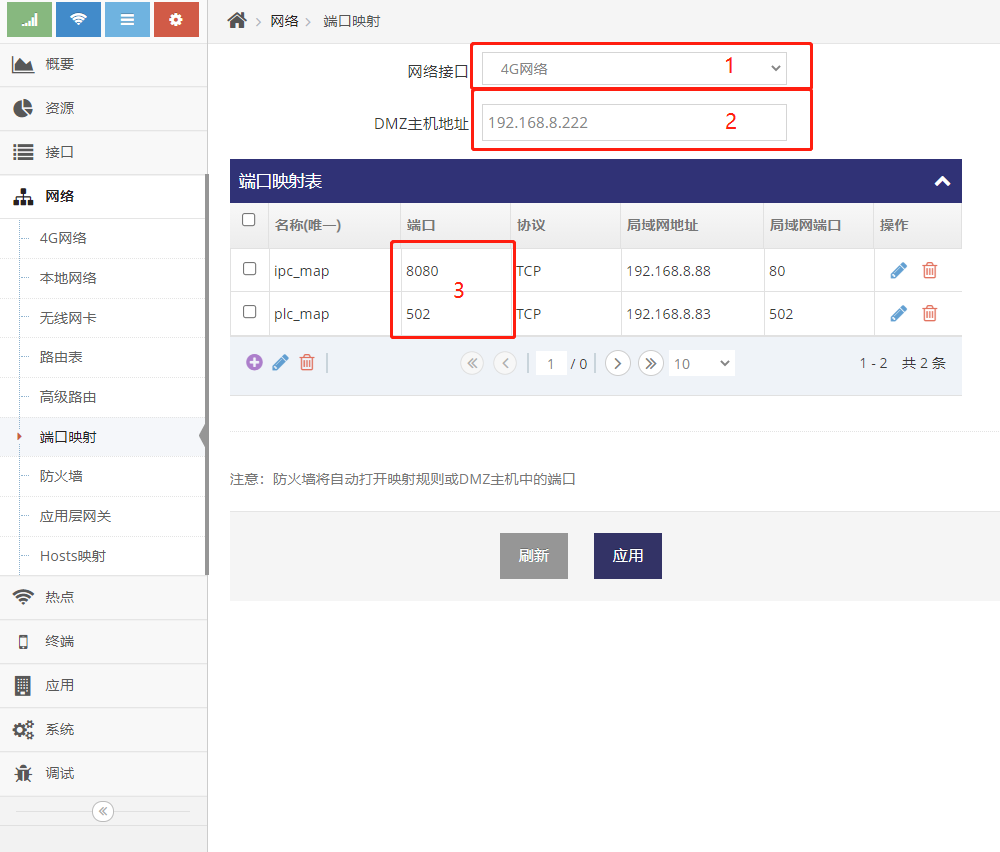 网络 端口映射
概要
资源
接口
网络
4G网络
本地网络
无线网卡
路由表
高级路由
端口映射
防火墙
应用层网关
Hosts映射
热点
终端
应用
系统
调试
网络接口 4G网络 1
DMZ主机地址 192.168.8.222 2
端口映射表
名称(唯一) 端口 协议 局域网地址 局域网端口 操作
ipc_map 8080 TCP 192.168.8.88 80
3
plc_map 502 TCP 192.168.8.83 502
1 / 0 10 1 - 2 共 2 条
注意：防火墙将自动打开映射规则或DMZ主机中的端口
刷新 应用